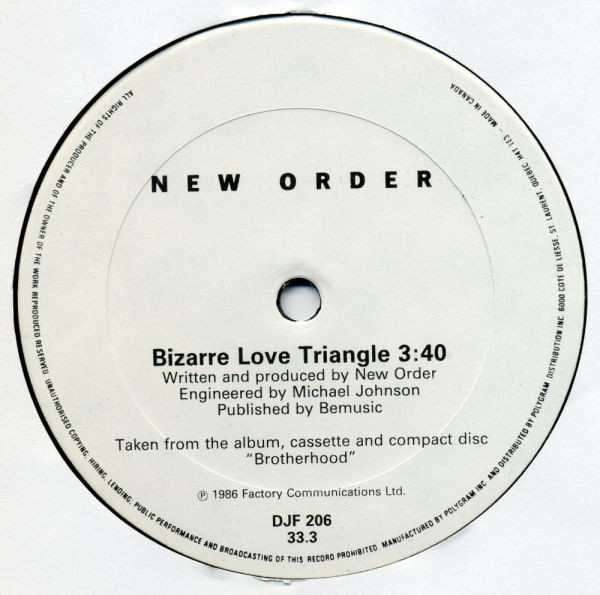 NEW ORDER
Bizarre Love Triangle 3:40
Written and produced by New Order
Engineered by Michael Johnson
Published by Bemusic
Taken from the album, cassette and compact disc
“Brotherhood”
℗ 1986 Factory Communications Ltd.
DJF 206
33.3
ALL RIGHTS OF THE PRODUCER AND OF THE OWNER OF THE WORK REPRODUCED RESERVED. UNAUTHORISED COPYING, HIRING, LENDING, PUBLIC PERFORMANCE AND BROADCASTING OF THIS RECORD PROHIBITED. MANUFACTURED BY POLYGRAM INC. AND DISTRIBUTED BY POLYGRAM DISTRIBUTION INC. 6000 COTE DE LIESSE, ST. LAURENT, QUEBEC, H4T 1E3 – MADE IN CANADA